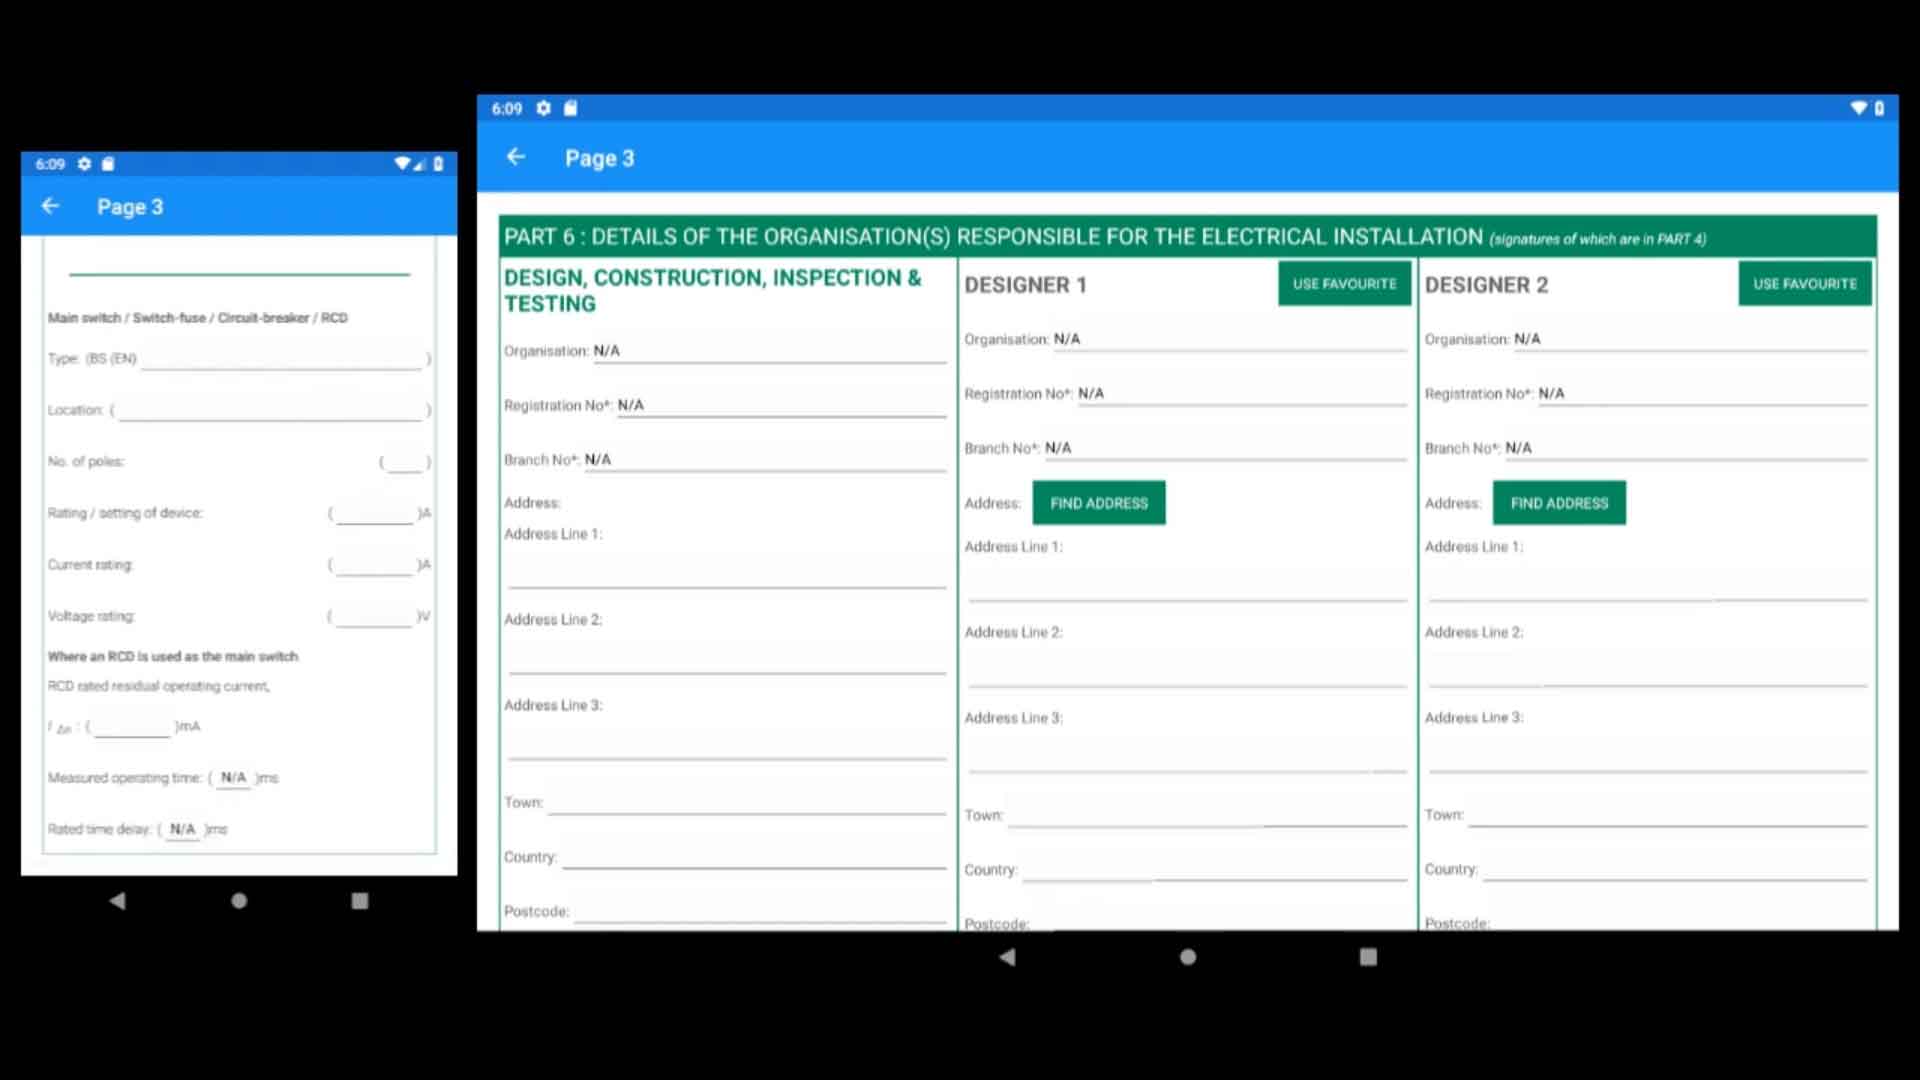 6:09
Page 3
Main switch / Switch-fuse / Circuit-breaker / RCD
Type: (BS (EN) )
Location: ( )
No. of poles: ( )
Rating / setting of device: ( )A
Current rating: ( )A
Voltage rating: ( )V
Where an RCD is used as the main switch
RCD rated residual operating current,
I Δn : ( )mA
Measured operating time: ( N/A )ms
Rated time delay: ( N/A )ms
6:09
Page 3
PART 6 : DETAILS OF THE ORGANISATION(S) RESPONSIBLE FOR THE ELECTRICAL INSTALLATION (signatures of which are in PART 4)
DESIGN, CONSTRUCTION, INSPECTION &
TESTING
Organisation: N/A
Registration No*: N/A
Branch No*: N/A
Address:
Address Line 1:
Address Line 2:
Address Line 3:
Town:
Country:
Postcode:
DESIGNER 1
USE FAVOURITE
Organisation: N/A
Registration No*: N/A
Branch No*: N/A
Address: FIND ADDRESS
Address Line 1:
Address Line 2:
Address Line 3:
Town:
Country:
Postcode:
DESIGNER 2
USE FAVOURITE
Organisation: N/A
Registration No*: N/A
Branch No*: N/A
Address: FIND ADDRESS
Address Line 1:
Address Line 2:
Address Line 3:
Town:
Country:
Postcode: